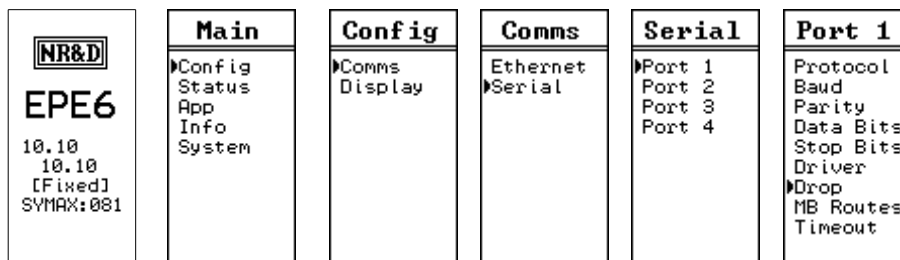 NR&D
EPE6
10.10
10.10
[Fixed]
SYMAX:081
Main
Config
Status
App
Info
System
Config
Comms
Display
Comms
Ethernet
Serial
Serial
Port 1
Port 2
Port 3
Port 4
Port 1
Protocol
Baud
Parity
Data Bits
Stop Bits
Driver
Drop
MB Routes
Timeout